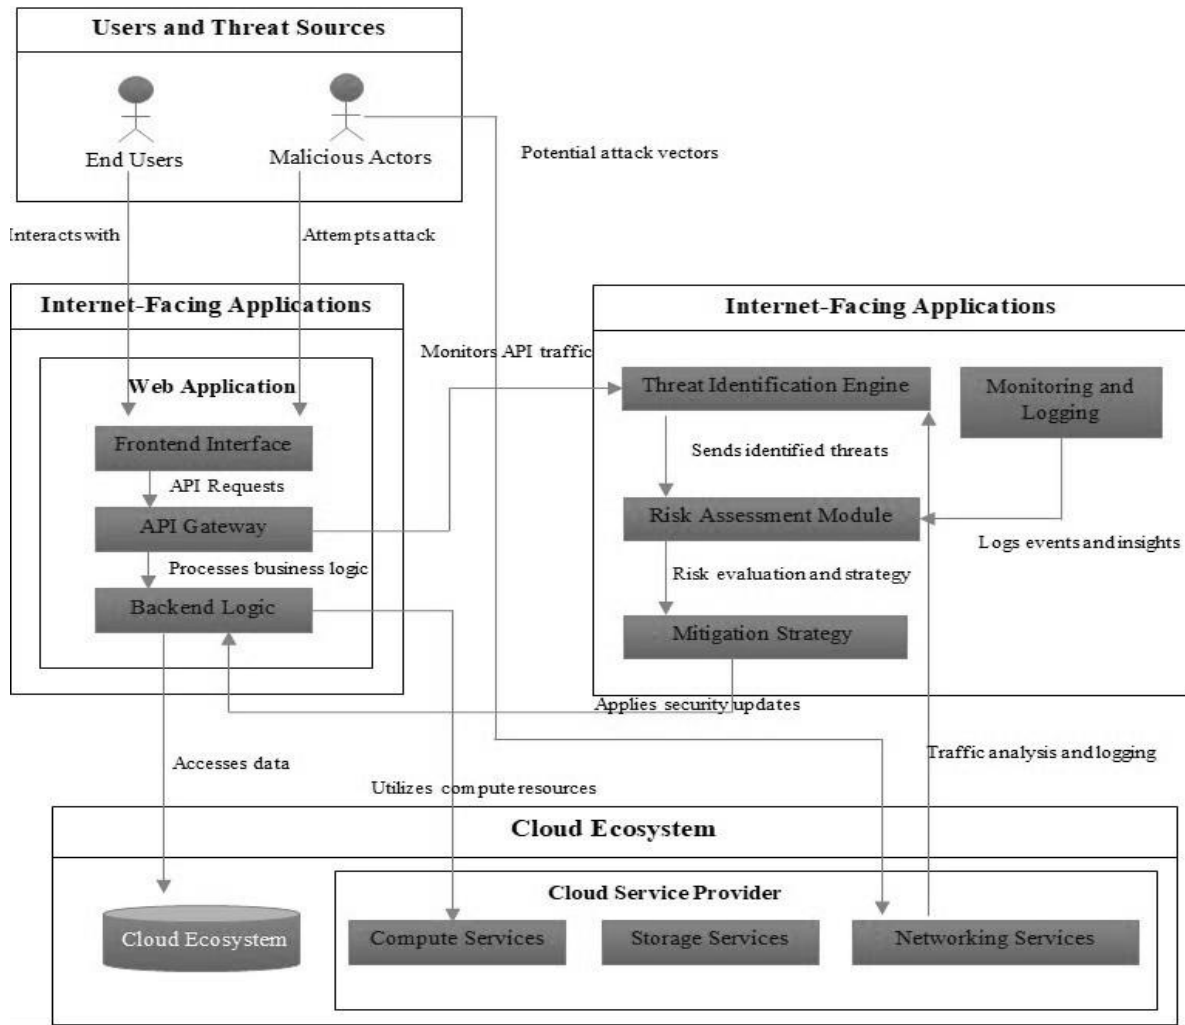 Users and Threat Sources
End Users
Malicious Actors
Potential attack vectors
Interacts with
Attempts attack
Internet-Facing Applications
Web Application
Frontend Interface
API Requests
API Gateway
Processes business logic
Backend Logic
Monitors API traffic
Internet-Facing Applications
Threat Identification Engine
Monitoring and
Logging
Sends identified threats
Risk Assessment Module
Logs events and insights
Risk evaluation and strategy
Mitigation Strategy
Applies security updates
Accesses data
Utilizes compute resources
Traffic analysis and logging
Cloud Ecosystem
Cloud Ecosystem
Cloud Service Provider
Compute Services
Storage Services
Networking Services